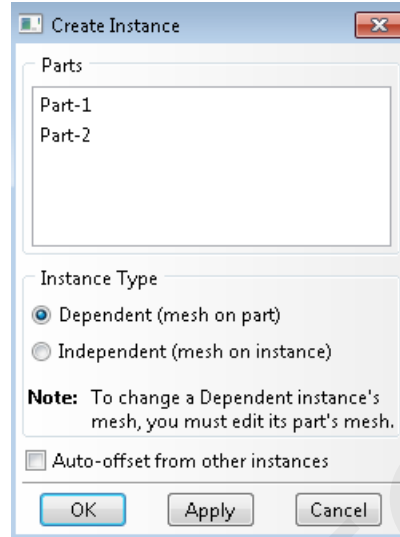 Create Instance
Parts
Part-1
Part-2
Instance Type
Dependent (mesh on part)
Independent (mesh on instance)
Note: To change a Dependent instance's
mesh, you must edit its part's mesh.
Auto-offset from other instances
OK Apply Cancel